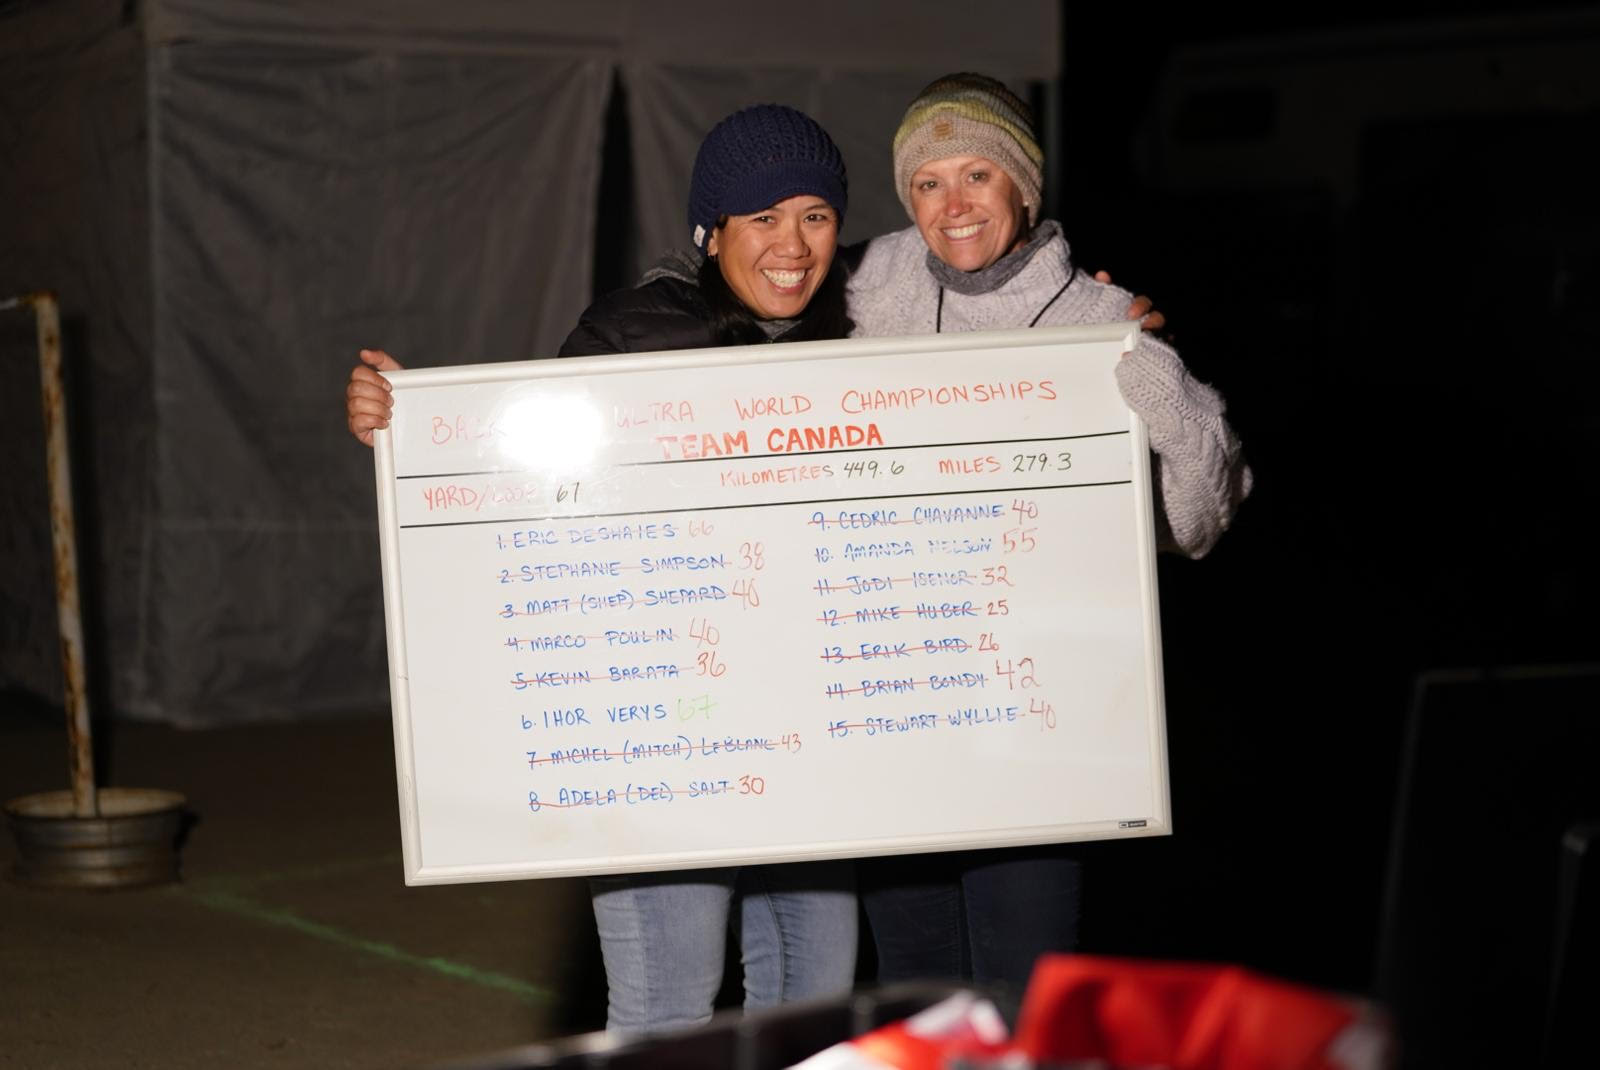 ULTRA WORLD CHAMPIONSHIPS
TEAM CANADA
YARD/LOOP 67 KILOMETRES 449.6 MILES 279.3
1. ERIC DESHAIES 66
2. STEPHANIE SIMPSON 38
3. MATT (SHEP) SHEPARD 40
4. MARCO POULIN 40
5. KEVIN BARATA 36
6. IHOR VERYS 67
7. MICHEL (MITCH) LEBLANC 43
8. ADELA (DEL) SALT 30
9. CEDRIC CHAVANNE 40
10. AMANDA NELSON 55
11. JODI ISENOR 32
12. MIKE HUBER 25
13. ERIK BIRD 26
14. BRIAN BONDY 42
15. STEWART WYLLIE 40